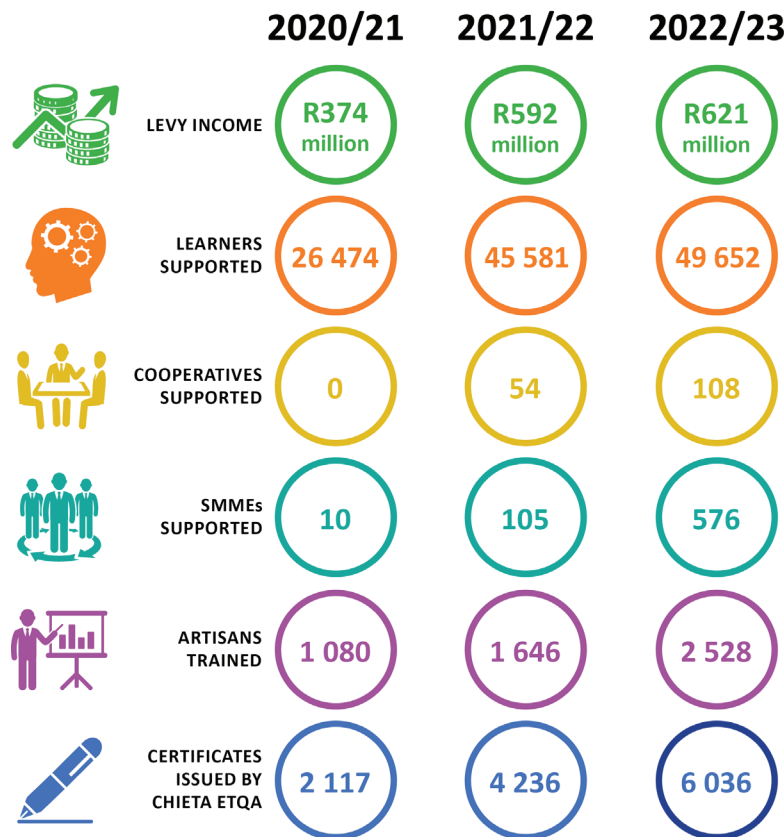 2020/21 2021/22 2022/23
LEVY INCOME
R374
million
R592
million
R621
million
LEARNERS
SUPPORTED
26 474 45 581 49 652
COOPERATIVES
SUPPORTED
0 54 108
SMMEs
SUPPORTED
10 105 576
ARTISANS
TRAINED
1 080 1 646 2 528
CERTIFICATES
ISSUED BY
CHIETA ETQA
2 117 4 236 6 036